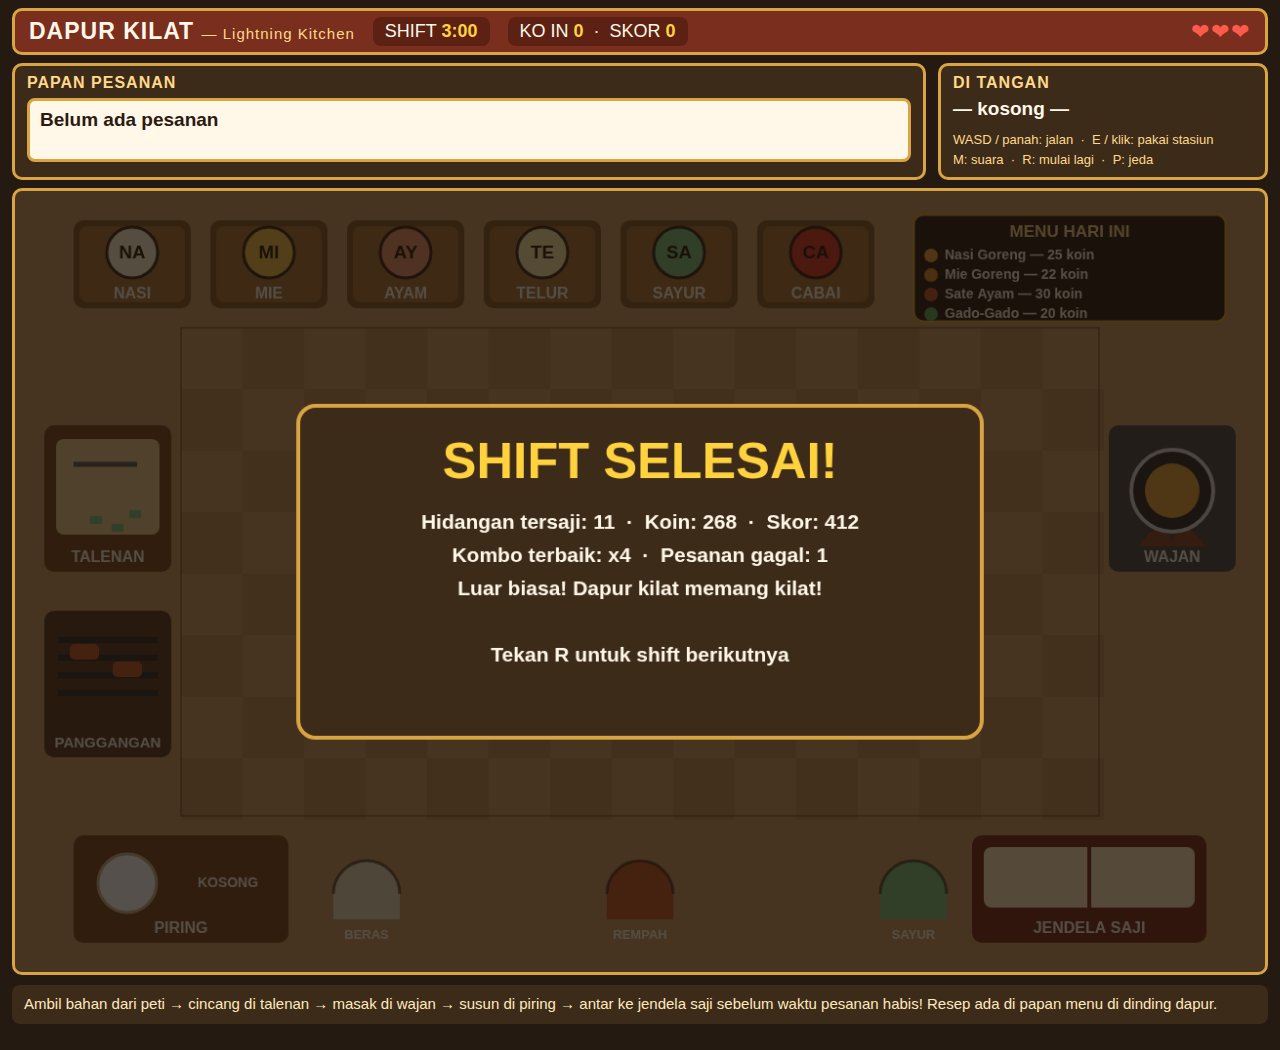 DAPUR KILAT — Lightning Kitchen SHIFT 3:00 KO IN 0 · SKOR 0 ❤❤❤
PAPAN PESANAN
Belum ada pesanan
DI TANGAN
— kosong —
WASD / panah: jalan · E / klik: pakai stasiun
M: suara · R: mulai lagi · P: jeda
NA
NASI
MI
MIE
AY
AYAM
TE
TELUR
SA
SAYUR
CA
CABAI
MENU HARI INI
Nasi Goreng — 25 koin
Mie Goreng — 22 koin
Sate Ayam — 30 koin
Gado-Gado — 20 koin
SHIFT SELESAI!
Hidangan tersaji: 11 · Koin: 268 · Skor: 412
Kombo terbaik: x4 · Pesanan gagal: 1
Luar biasa! Dapur kilat memang kilat!
Tekan R untuk shift berikutnya
TALENAN
WAJAN
PANGGANGAN
KOSONG
PIRING
BERAS
REMPAH
SAYUR
JENDELA SAJI
Ambil bahan dari peti → cincang di talenan → masak di wajan → susun di piring → antar ke jendela saji sebelum waktu pesanan habis! Resep ada di papan menu di dinding dapur.